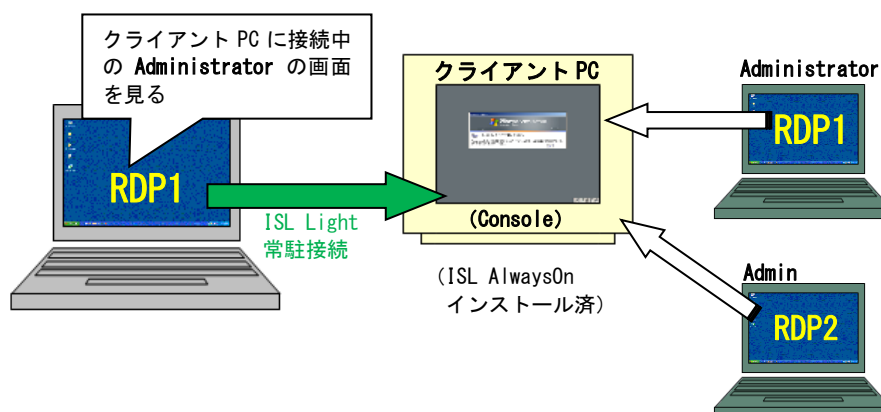 クライアント PC に接続中
の Administrator の画面
を見る
RDP1
ISL Light
常駐接続
クライアント PC
(Console)
(ISL AlwaysOn
インストール済)
Administrator
RDP1
Admin
RDP2